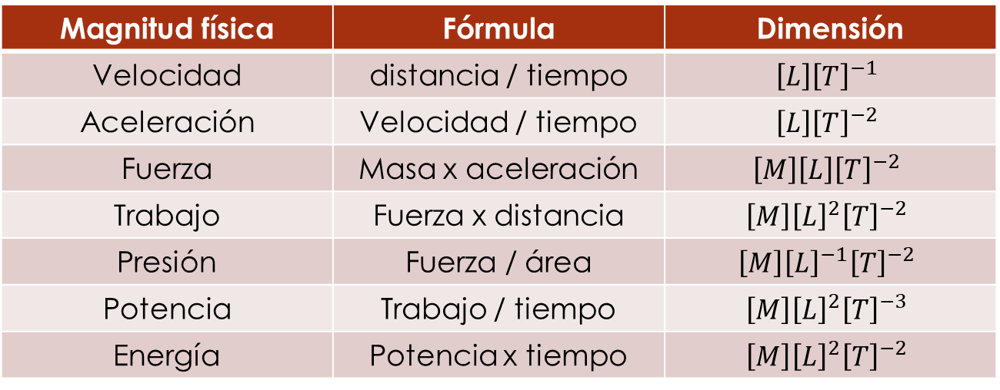 Magnitud física Fórmula Dimensión
Velocidad distancia / tiempo [L][T]⁻¹
Aceleración Velocidad / tiempo [L][T]⁻²
Fuerza Masa x aceleración [M][L][T]⁻²
Trabajo Fuerza x distancia [M][L]²[T]⁻²
Presión Fuerza / área [M][L]⁻¹[T]⁻²
Potencia Trabajo / tiempo [M][L]²[T]⁻³
Energía Potencia x tiempo [M][L]²[T]⁻²